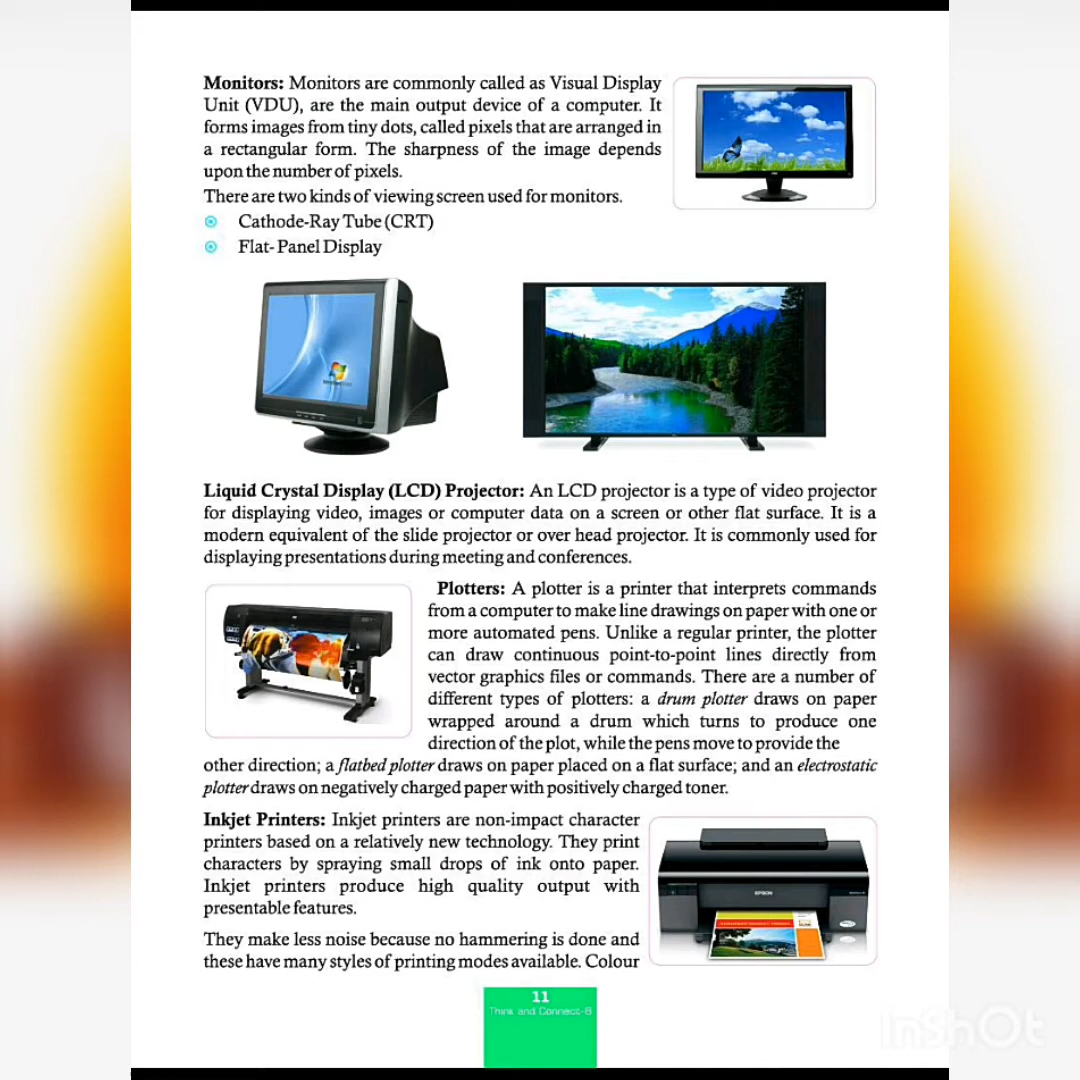 Monitors: Monitors are commonly called as Visual Display
Unit (VDU), are the main output device of a computer. It
forms images from tiny dots, called pixels that are arranged in
a rectangular form. The sharpness of the image depends
upon the number of pixels.
There are two kinds of viewing screen used for monitors.
Cathode-Ray Tube (CRT)
Flat- Panel Display
Liquid Crystal Display (LCD) Projector: An LCD projector is a type of video projector
for displaying video, images or computer data on a screen or other flat surface. It is a
modern equivalent of the slide projector or over head projector. It is commonly used for
displaying presentations during meeting and conferences.
Plotters: A plotter is a printer that interprets commands
from a computer to make line drawings on paper with one or
more automated pens. Unlike a regular printer, the plotter
can draw continuous point-to-point lines directly from
vector graphics files or commands. There are a number of
different types of plotters: a drum plotter draws on paper
wrapped around a drum which turns to produce one
direction of the plot, while the pens move to provide the
other direction; a flatbed plotter draws on paper placed on a flat surface; and an electrostatic
plotter draws on negatively charged paper with positively charged toner.
Inkjet Printers: Inkjet printers are non-impact character
printers based on a relatively new technology. They print
characters by spraying small drops of ink onto paper.
Inkjet printers produce high quality output with
presentable features.
EPSON
They make less noise because no hammering is done and
these have many styles of printing modes available. Colour
11
Think and Connect-8
InShOt